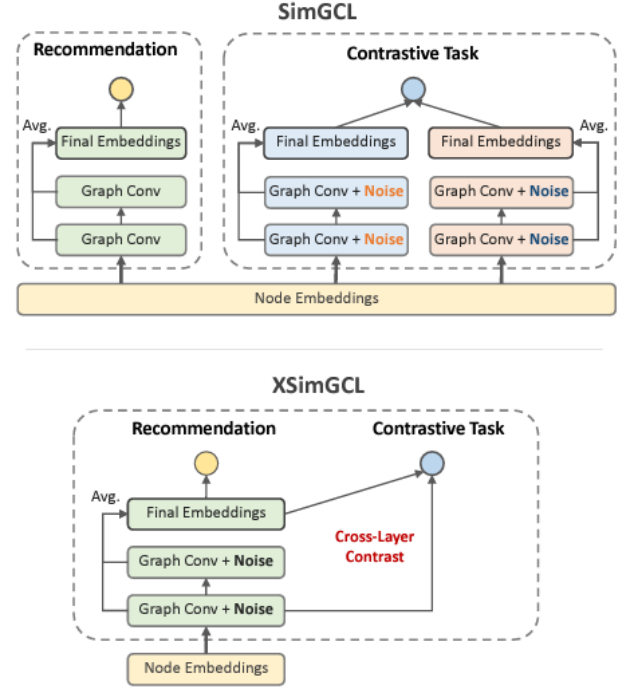 SimGCL
Recommendation
Contrastive Task
Avg.
Final Embeddings
Graph Conv
Graph Conv
Avg.
Final Embeddings
Final Embeddings
Avg.
Graph Conv + Noise
Graph Conv + Noise
Graph Conv + Noise
Graph Conv + Noise
Node Embeddings
XSimGCL
Recommendation
Contrastive Task
Avg.
Final Embeddings
Cross-Layer
Contrast
Graph Conv + Noise
Graph Conv + Noise
Node Embeddings